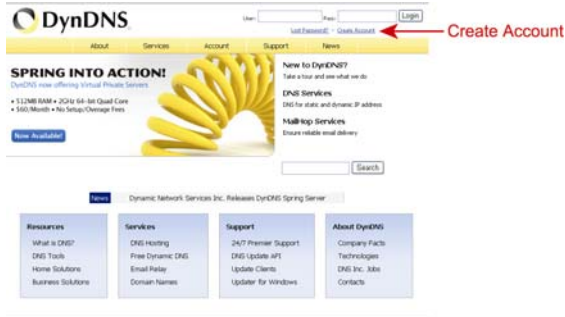 DynDNS
User: Pass: Login
Lost Password? - Create Account
Create Account
About Services Account Support News
SPRING INTO ACTION!
DynDNS now offering Virtual Private Servers
• 512MB RAM • 2GHz 64-bit Quad-Core
• $60/Month • No Setup/Overage Fees
Now Available!
New to DynDNS?
Take a tour and see what we do
DNS Services
DNS for static and dynamic IP address
MailHop Services
Ensure reliable email delivery
Search
News Dynamic Network Services Inc. Releases DynDNS Spring Server
Resources
What is DNS?
DNS Tools
Home Solutions
Business Solutions
Services
DNS Hosting
Free Dynamic DNS
Email Relay
Domain Names
Support
24/7 Premier Support
DNS Update API
Update Clients
Updater for Windows
About DynDNS
Company Facts
Technologies
DNS Inc. Jobs
Contacts